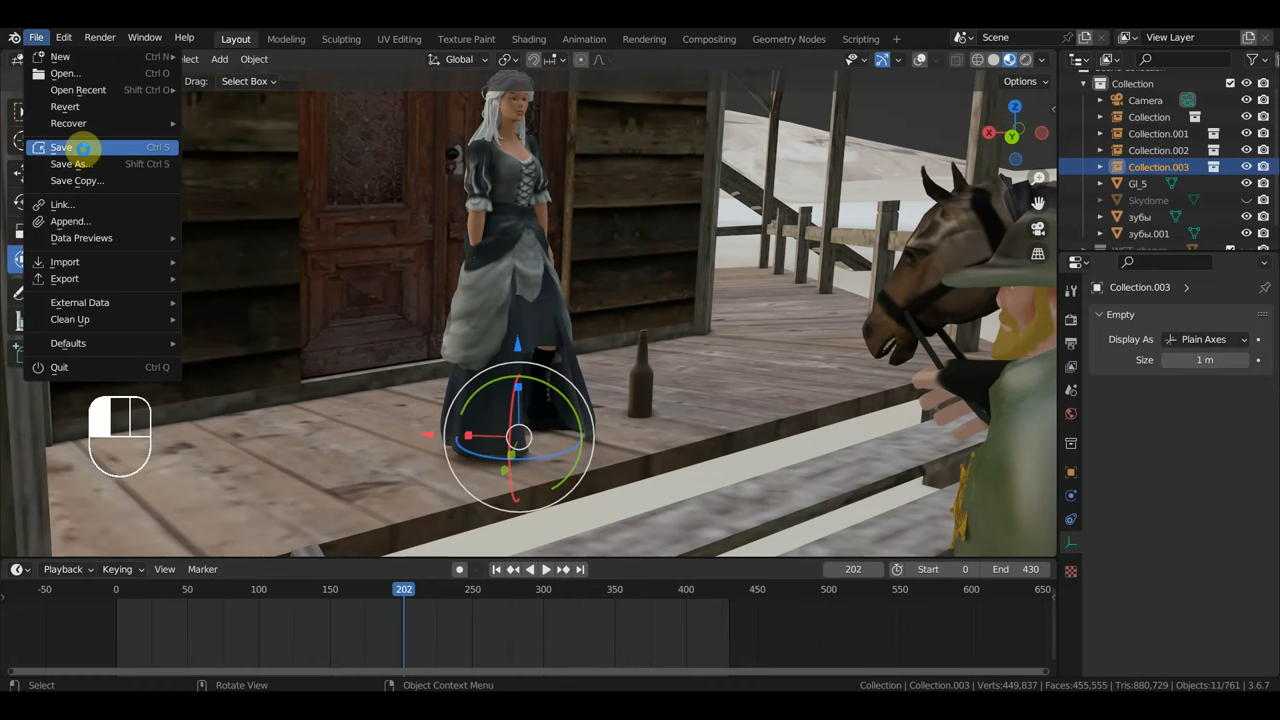 File Edit Render Window Help Layout Modeling Sculpting UV Editing Texture Paint Shading Animation Rendering Compositing Geometry Nodes Scripting Scene View Layer
lect Add Object Global
Drag: Select Box Options
New Ctrl N
Open... Ctrl O
Open Recent Shift Ctrl O
Revert
Recover
Save Ctrl S
Save As... Shift Ctrl S
Save Copy...
Link...
Append...
Data Previews
Import
Export
External Data
Clean Up
Defaults
Quit Ctrl Q
Z
X
Y
Collection
Camera
Collection
Collection.001
Collection.002
Collection.003
GI_5
Skydome
зубы
зубы.001
Collection.003
Empty
Display As Plain Axes
Size 1 m
Playback Keying View Marker 202 Start 0 End 430
-50 0 50 100 150 202 250 300 350 400 450 500 550 600 650
Select Rotate View Object Context Menu Collection | Collection.003 | Verts:449,837 | Faces:455,555 | Tris:880,729 | Objects:11/761 | 3.6.7